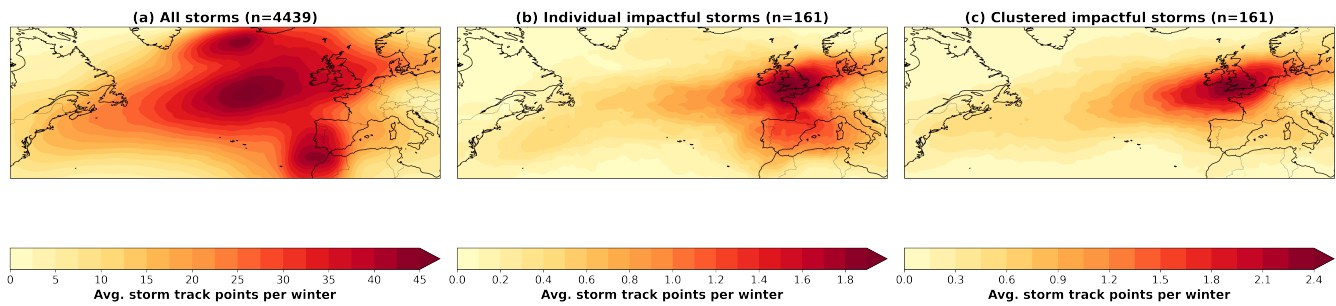 (a) All storms (n=4439)
(b) Individual impactful storms (n=161)
(c) Clustered impactful storms (n=161)
0 5 10 15 20 25 30 35 40 45
0.0 0.2 0.4 0.6 0.8 1.0 1.2 1.4 1.6 1.8
0.0 0.3 0.6 0.9 1.2 1.5 1.8 2.1 2.4
Avg. storm track points per winter
Avg. storm track points per winter
Avg. storm track points per winter